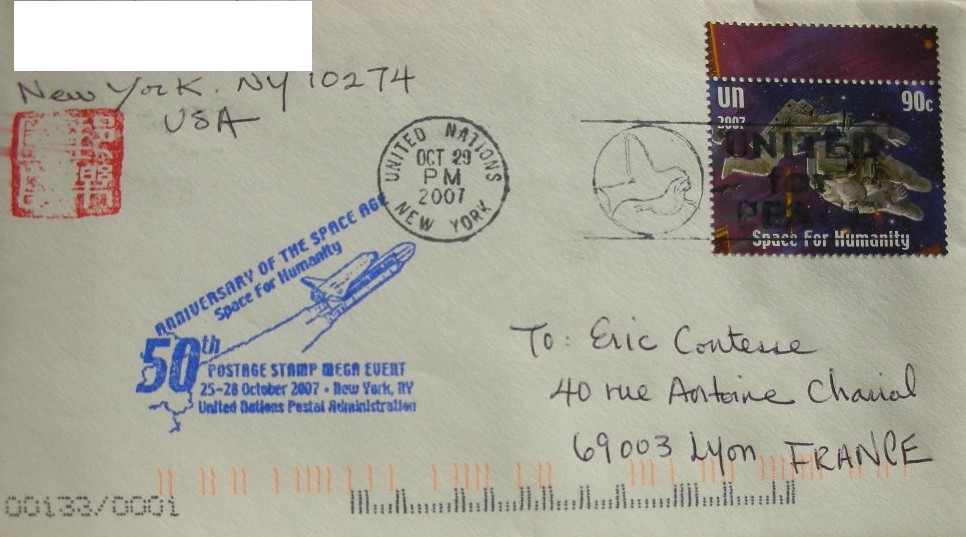 New York. NY 10274
USA
UNITED NATIONS
OCT 29
PM
2007
NEW YORK
UN
90c
2007
UNITED
for
PEACE
Space For Humanity
ANNIVERSARY OF THE SPACE AGE
Space For Humanity
50th
POSTAGE STAMP MEGA EVENT
25-28 October 2007 • New York, NY
United Nations Postal Administration
To: Eric Contesse
40 rue Antoine Charial
69003 Lyon FRANCE
00133/0001